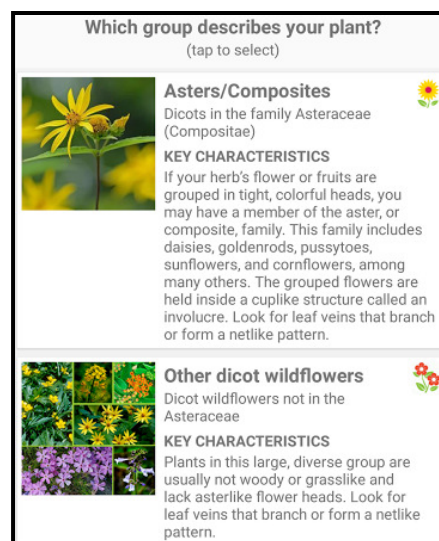 Which group describes your plant?
(tap to select)
Asters/Composites
Dicots in the family Asteraceae
(Compositae)
KEY CHARACTERISTICS
If your herb's flower or fruits are
grouped in tight, colorful heads, you
may have a member of the aster, or
composite, family. This family includes
daisies, goldenrods, pussytoes,
sunflowers, and cornflowers, among
many others. The grouped flowers are
held inside a cuplike structure called an
involucre. Look for leaf veins that branch
or form a netlike pattern.
Other dicot wildflowers
Dicot wildflowers not in the
Asteraceae
KEY CHARACTERISTICS
Plants in this large, diverse group are
usually not woody or grasslike and
lack asterlike flower heads. Look for
leaf veins that branch or form a netlike
pattern.